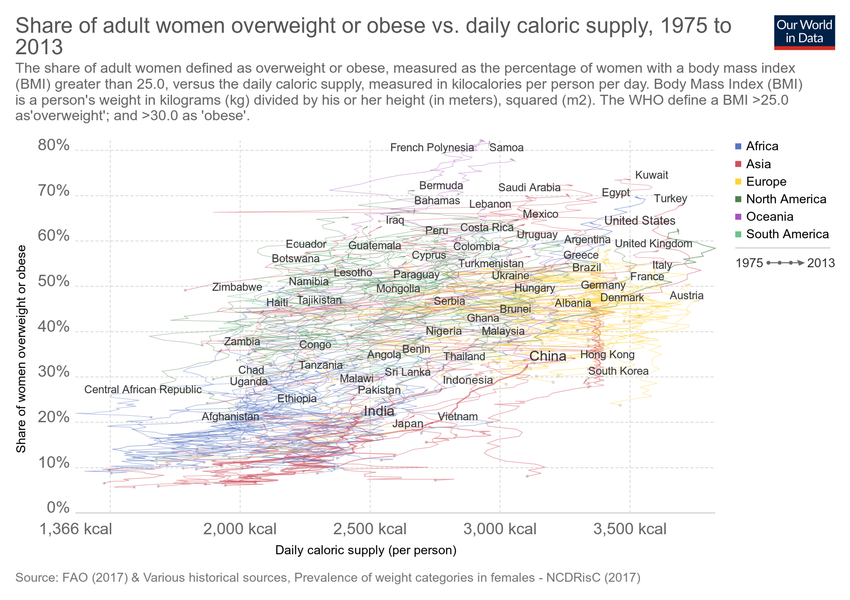 Share of adult women overweight or obese vs. daily caloric supply, 1975 to
2013
Our World
in Data
The share of adult women defined as overweight or obese, measured as the percentage of women with a body mass index
(BMI) greater than 25.0, versus the daily caloric supply, measured in kilocalories per person per day. Body Mass Index (BMI)
is a person's weight in kilograms (kg) divided by his or her height (in meters), squared (m2). The WHO define a BMI >25.0
as'overweight'; and >30.0 as 'obese'.
Share of women overweight or obese
80%
70%
60%
50%
40%
30%
20%
10%
0%
French Polynesia
Samoa
Kuwait
Bermuda
Saudi Arabia
Egypt
Turkey
Bahamas
Lebanon
Mexico
Iraq
United States
Peru
Costa Rica
Uruguay
Argentina
United Kingdom
Ecuador
Guatemala
Colombia
Botswana
Cyprus
Greece
Turkmenistan
Brazil
Italy
Lesotho
Paraguay
Ukraine
France
Namibia
Zimbabwe
Mongolia
Hungary
Germany
Haiti
Tajikistan
Serbia
Albania
Denmark
Austria
Brunei
Ghana
Nigeria
Malaysia
Zambia
Congo
Angola
Benin
Thailand
China
Hong Kong
Chad
Tanzania
Sri Lanka
South Korea
Uganda
Malawi
Indonesia
Central African Republic
Pakistan
Ethiopia
Afghanistan
India
Vietnam
Japan
1,366 kcal
2,000 kcal
2,500 kcal
3,000 kcal
3,500 kcal
Daily caloric supply (per person)
Africa
Asia
Europe
North America
Oceania
South America
1975
2013
Source: FAO (2017) & Various historical sources, Prevalence of weight categories in females - NCDRisC (2017)